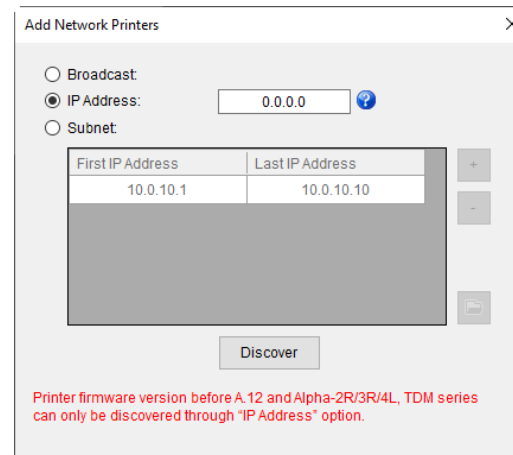 Add Network Printers
Broadcast:
IP Address: 0.0.0.0 ?
Subnet:
First IP Address Last IP Address +
10.0.10.1 10.0.10.10
-
Discover
Printer firmware version before A.12 and Alpha-2R/3R/4L, TDM series
can only be discovered through “IP Address” option.